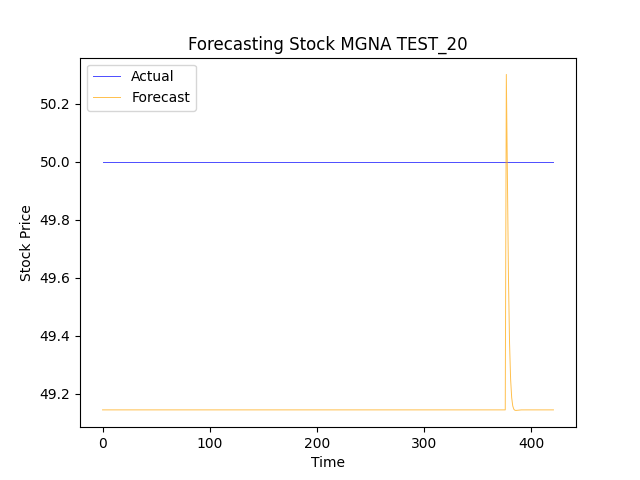 Forecasting Stock MGNA TEST_20
Actual
Forecast
50.2
50.0
49.8
49.6
49.4
49.2
Stock Price
0 100 200 300 400
Time